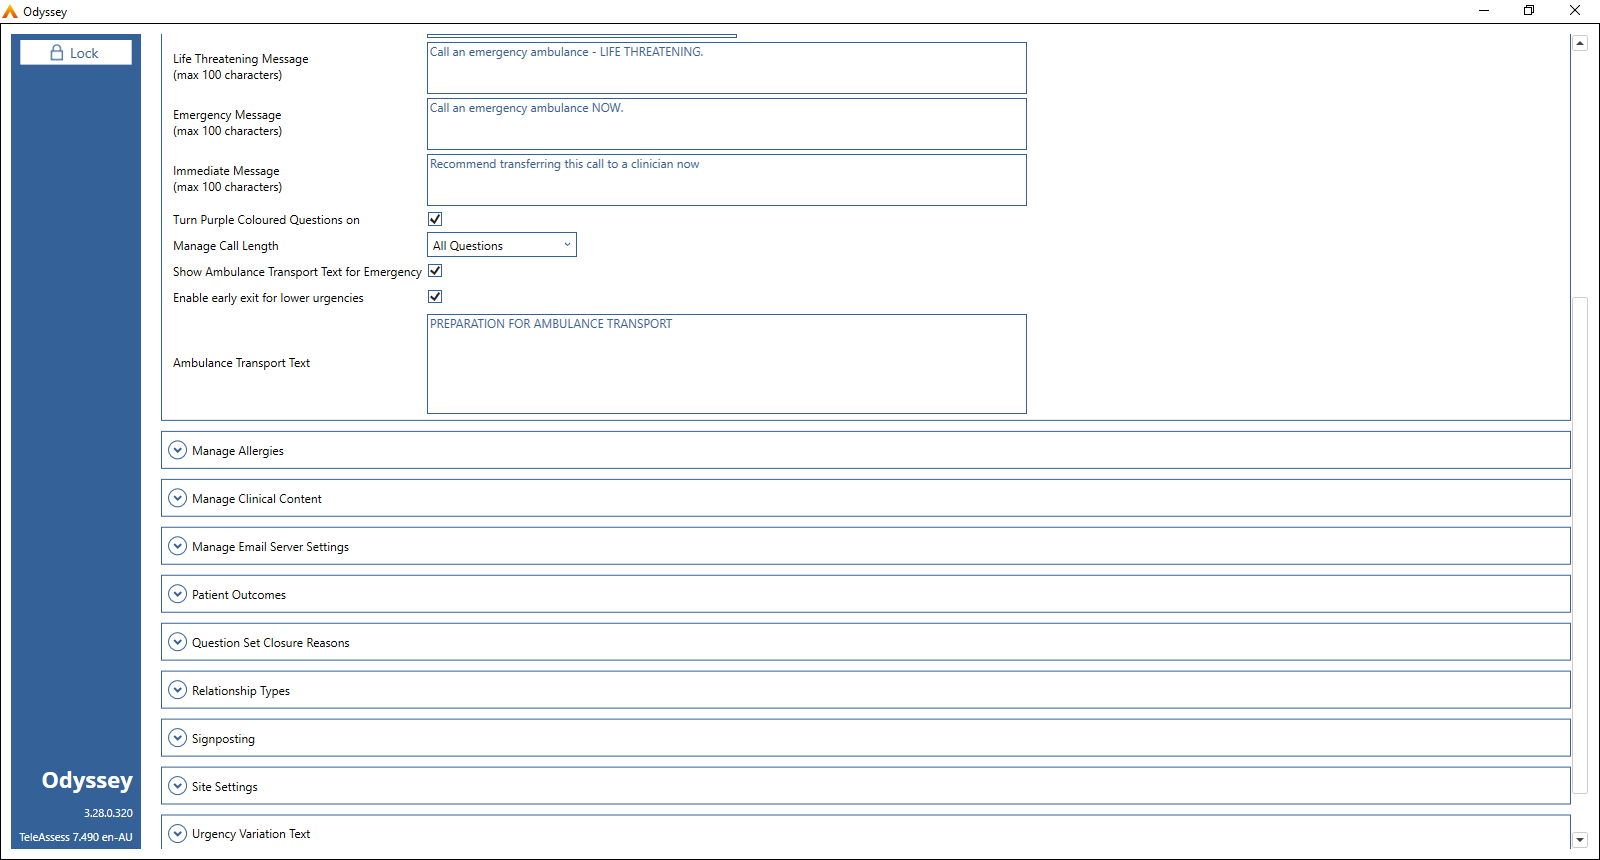 Odyssey
Lock
Life Threatening Message
(max 100 characters)
Call an emergency ambulance - LIFE THREATENING.
Emergency Message
(max 100 characters)
Call an emergency ambulance NOW.
Immediate Message
(max 100 characters)
Recommend transferring this call to a clinician now
Turn Purple Coloured Questions on
Manage Call Length
All Questions
Show Ambulance Transport Text for Emergency
Enable early exit for lower urgencies
Ambulance Transport Text
PREPARATION FOR AMBULANCE TRANSPORT
Manage Allergies
Manage Clinical Content
Manage Email Server Settings
Patient Outcomes
Question Set Closure Reasons
Relationship Types
Signposting
Site Settings
Urgency Variation Text
Odyssey
3.28.0.320
TeleAssess 7.490 en-AU